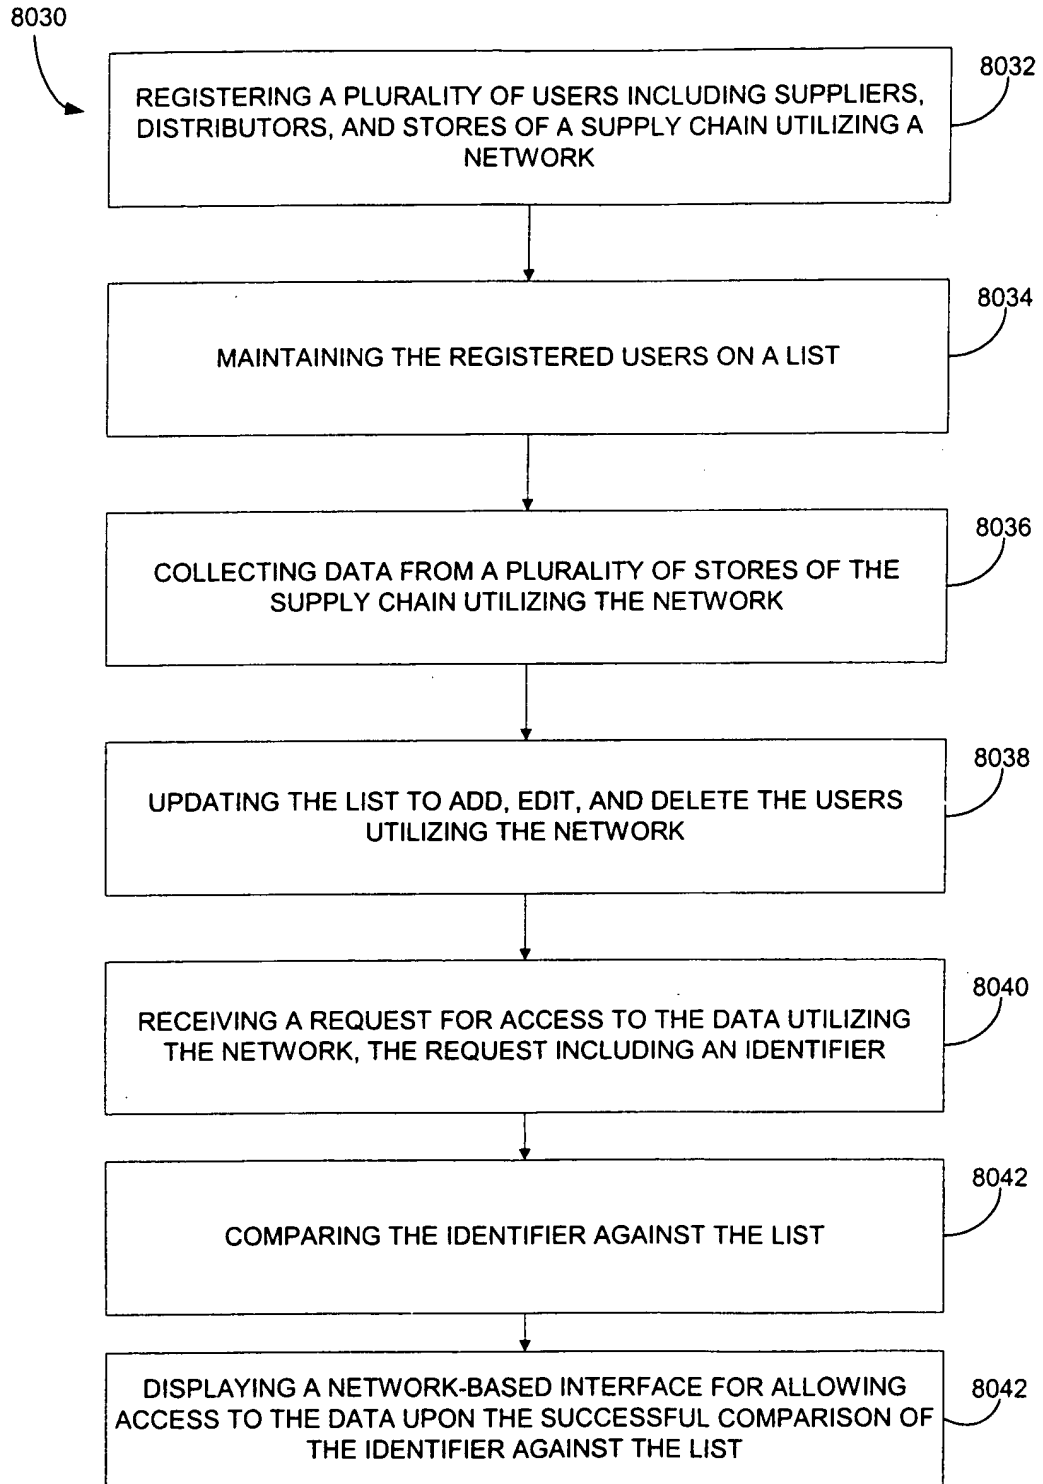 8030
8032
REGISTERING A PLURALITY OF USERS INCLUDING SUPPLIERS,
DISTRIBUTORS, AND STORES OF A SUPPLY CHAIN UTILIZING A
NETWORK
8034
MAINTAINING THE REGISTERED USERS ON A LIST
8036
COLLECTING DATA FROM A PLURALITY OF STORES OF THE
SUPPLY CHAIN UTILIZING THE NETWORK
8038
UPDATING THE LIST TO ADD, EDIT, AND DELETE THE USERS
UTILIZING THE NETWORK
8040
RECEIVING A REQUEST FOR ACCESS TO THE DATA UTILIZING
THE NETWORK, THE REQUEST INCLUDING AN IDENTIFIER
8042
COMPARING THE IDENTIFIER AGAINST THE LIST
8042
DISPLAYING A NETWORK-BASED INTERFACE FOR ALLOWING
ACCESS TO THE DATA UPON THE SUCCESSFUL COMPARISON OF
THE IDENTIFIER AGAINST THE LIST